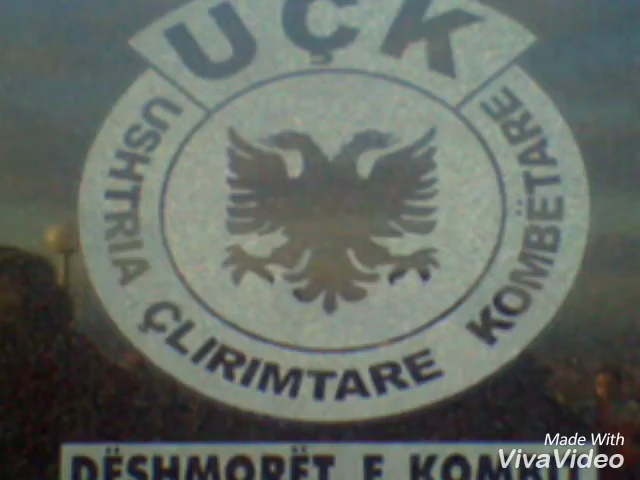 UÇK
USHTRIA ÇLIRIMTARE KOMBËTARE
DËSHMORËT E KOMBIT
Made With
VivaVideo